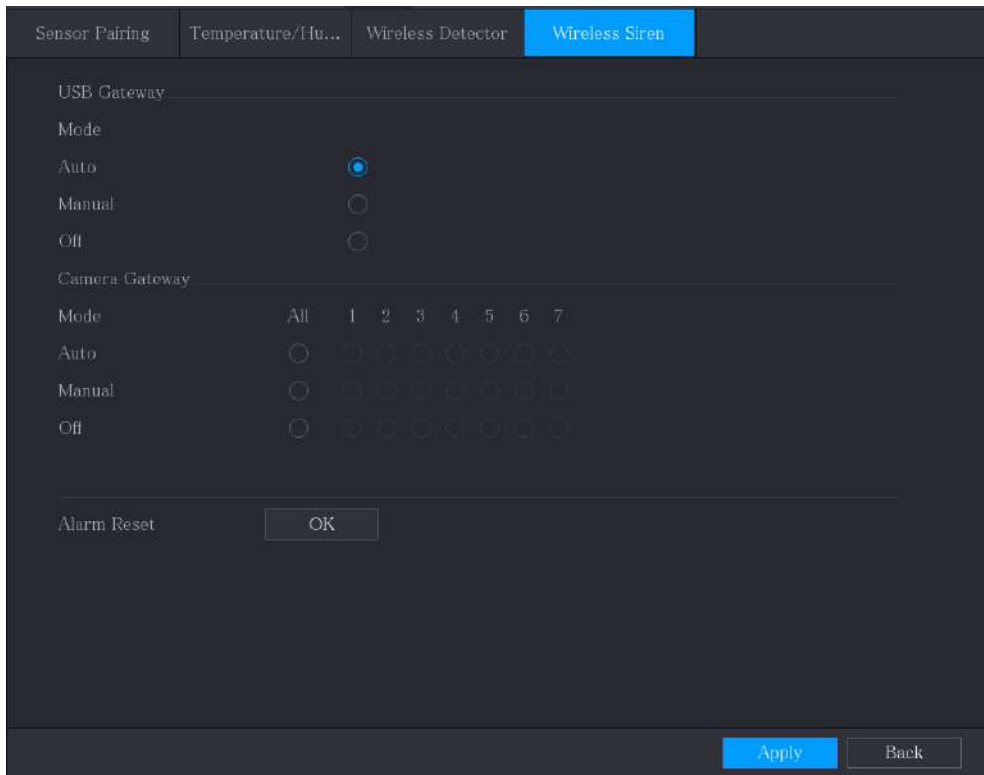 Sensor Pairing Temperature/Hu... Wireless Detector Wireless Siren
USB Gateway
Mode
Auto
Manual
Off
Camera Gateway
Mode All 1 2 3 4 5 6 7
Auto
Manual
Off
Alarm Reset OK
Apply Back